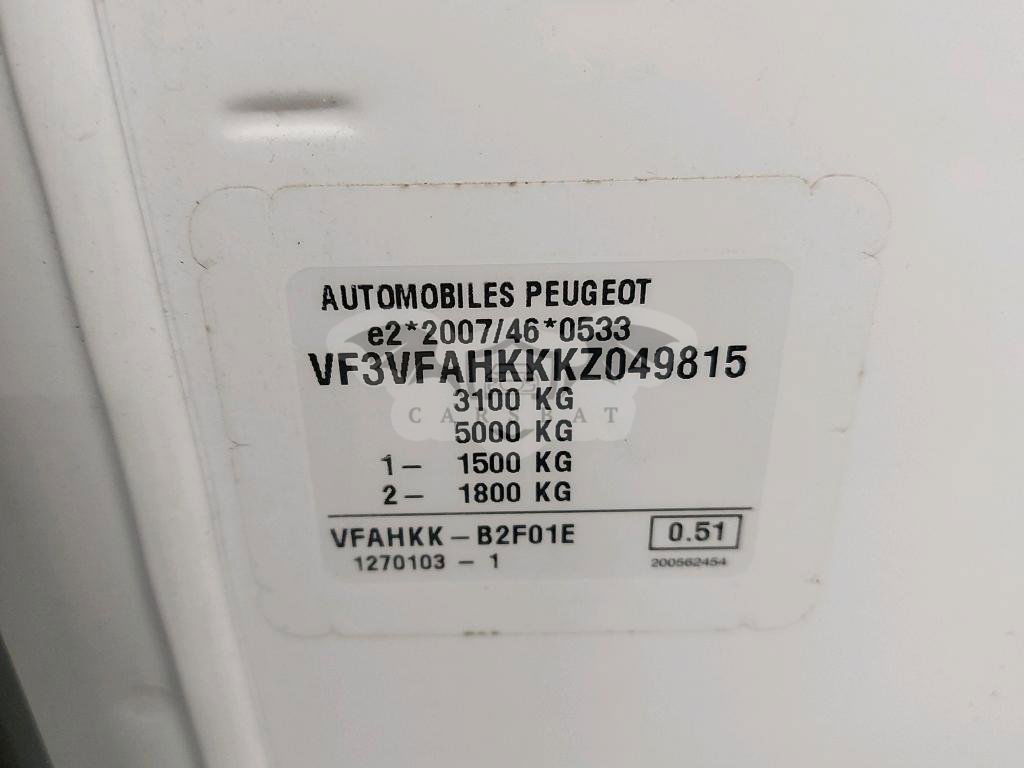 AUTOMOBILES PEUGEOT
e2*2007/46*0533
VF3VFAHKKKZ049815
3100 KG
CARSBAT
5000 KG
1- 1500 KG
2- 1800 KG
VFAHKK-B2F01E 0.51
1270103-1 200562454